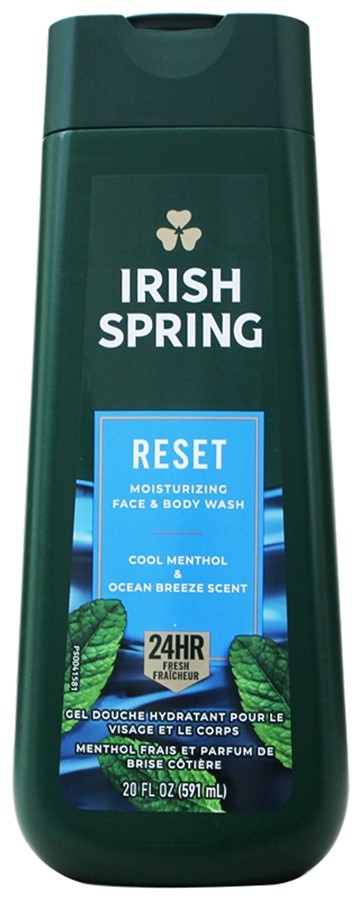 IRISH
SPRING
RESET
MOISTURIZING
FACE & BODY WASH
COOL MENTHOL
&
OCEAN BREEZE SCENT
24HR
FRESH
FRAÎCHEUR
PS0041581
GEL DOUCHE HYDRATANT POUR LE
VISAGE ET LE CORPS
MENTHOL FRAIS ET PARFUM DE
BRISE CÔTIÈRE
20 FL OZ (591 mL)